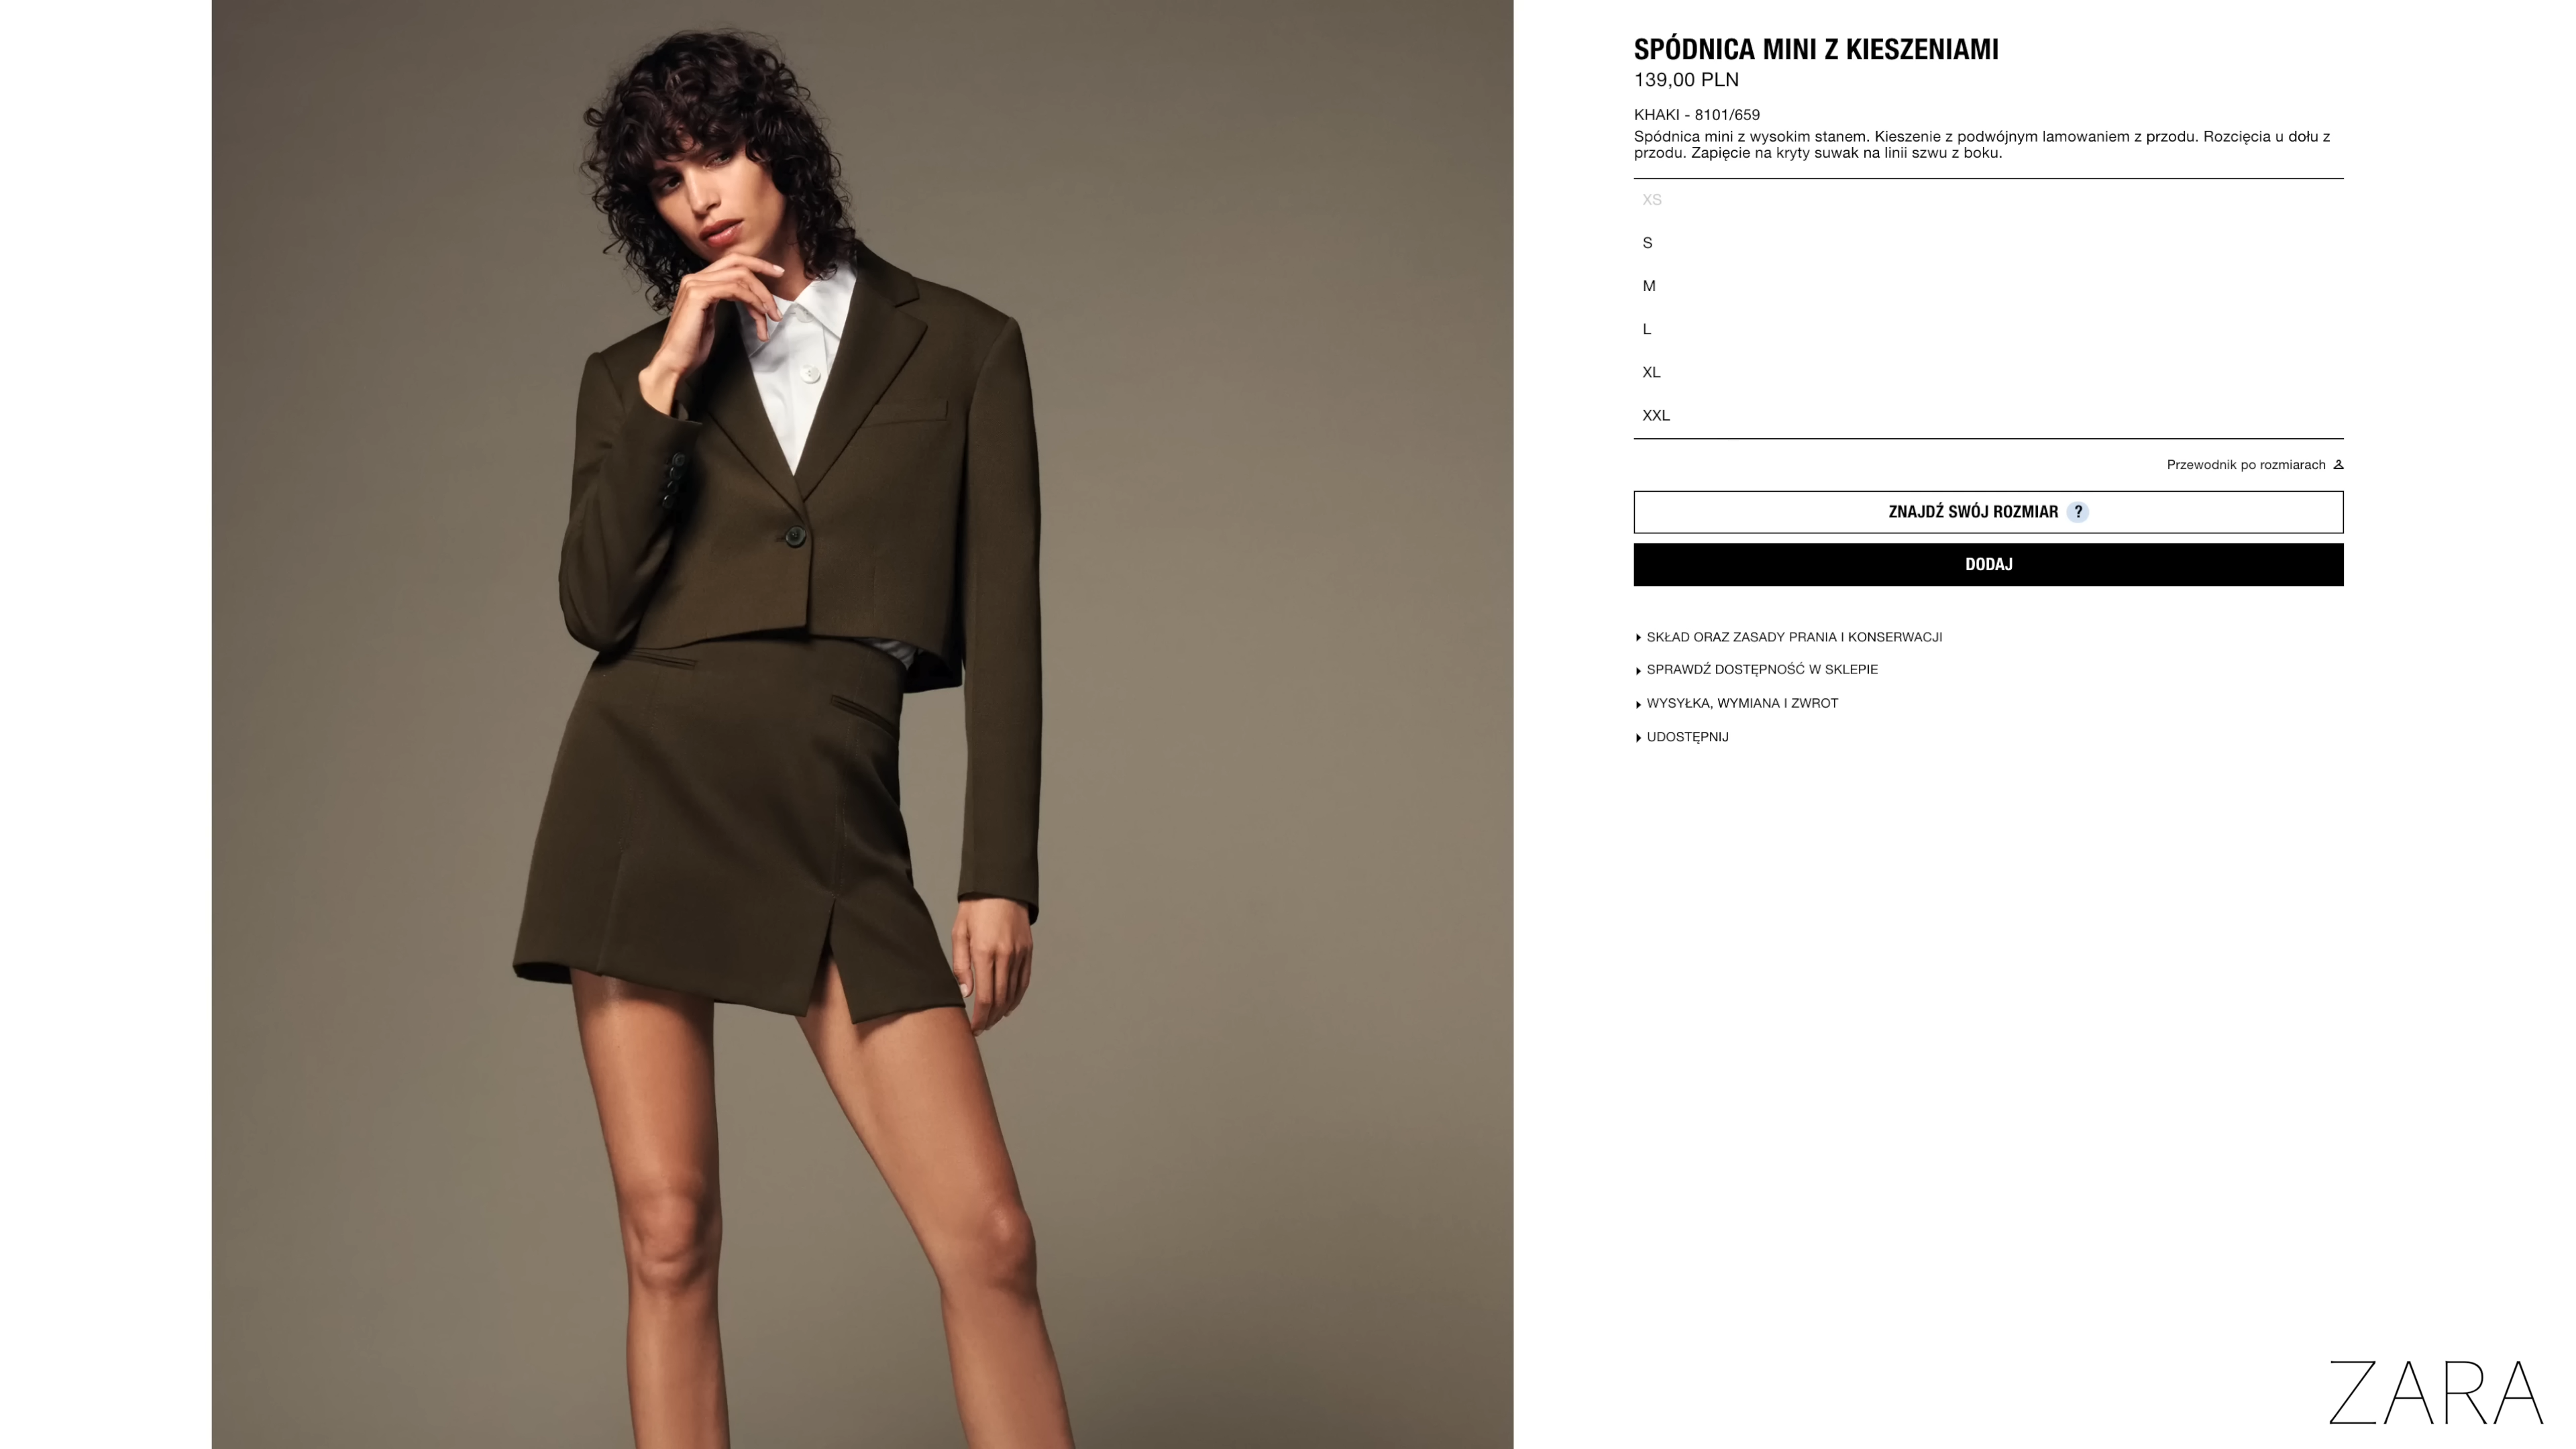 SPÓDNICA MINI Z KIESZENIAMI
139,00 PLN
KHAKI - 8101/659
Spódnica mini z wysokim stanem. Kieszenie z podwójnym lamowaniem z przodu. Rozcięcia u dołu z
przodu. Zapięcie na kryty suwak na linii szwu z boku.
XS
S
M
L
XL
XXL
Przewodnik po rozmiarach
ZNAJDŹ SWÓJ ROZMIAR ?
DODAJ
SKŁAD ORAZ ZASADY PRANIA I KONSERWACJI
SPRAWDŹ DOSTĘPNOŚĆ W SKLEPIE
WYSYŁKA, WYMIANA I ZWROT
UDOSTĘPNIJ
ZARA